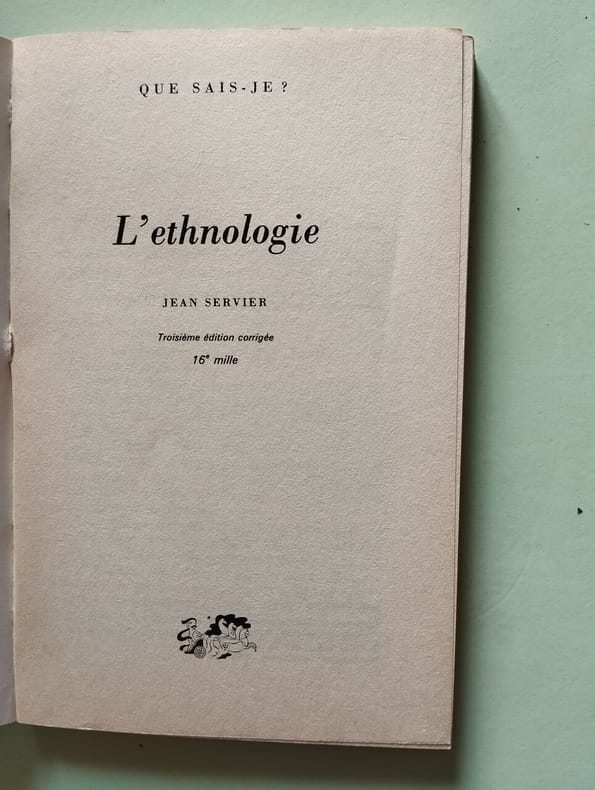 QUE SAIS-JE ?
L'ethnologie
JEAN SERVIER
Troisième édition corrigée
16e mille